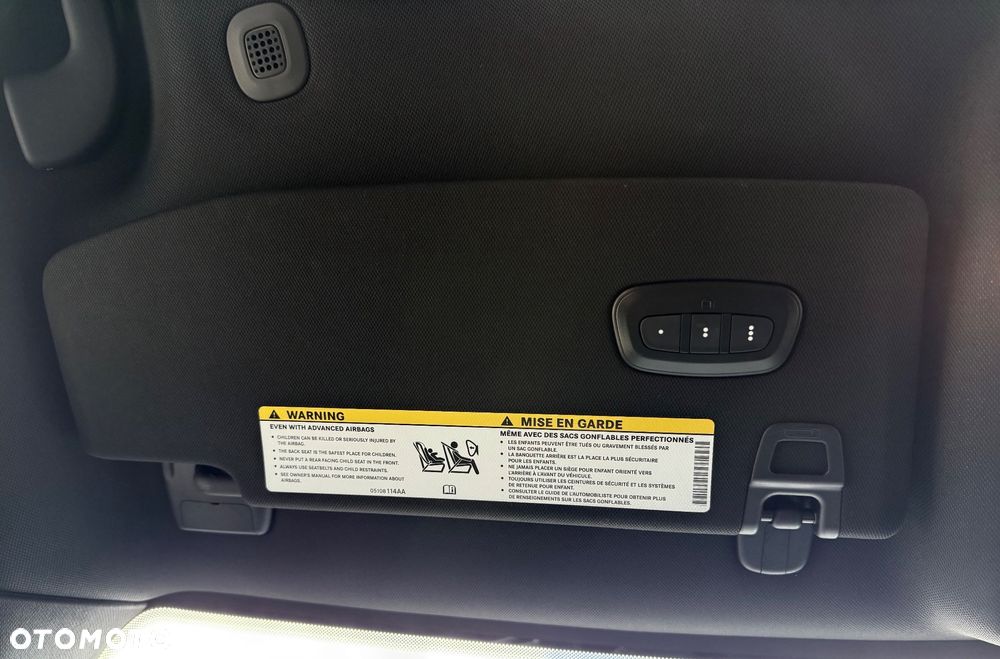 WARNING
EVEN WITH ADVANCED AIRBAGS
• CHILDREN CAN BE KILLED OR SERIOUSLY INJURED BY
THE AIRBAG.
• THE BACK SEAT IS THE SAFEST PLACE FOR CHILDREN.
• NEVER PUT A REAR FACING CHILD SEAT IN THE FRONT.
• ALWAYS USE SEATBELTS AND CHILD RESTRAINTS.
• SEE OWNER'S MANUAL FOR MORE INFORMATION ABOUT
AIRBAGS.
05108114AA
MISE EN GARDE
MÊME AVEC DES SACS GONFLABLES PERFECTIONNÉS
• LES ENFANTS PEUVENT ÊTRE TUÉS OU GRAVEMENT BLESSÉS PAR
UN SAC GONFLABLE.
• LA BANQUETTE ARRIÈRE EST LA PLACE LA PLUS SÉCURITAIRE
POUR LES ENFANTS.
• NE JAMAIS PLACER UN SIÈGE POUR ENFANT ORIENTÉ VERS
L'ARRIÈRE À L'AVANT DU VÉHICULE.
• TOUJOURS UTILISER LES CEINTURES DE SÉCURITÉ ET LES SYSTÈMES
DE RETENUE POUR ENFANT.
• CONSULTER LE GUIDE DE L'AUTOMOBILISTE POUR OBTENIR PLUS
DE RENSEIGNEMENTS SUR LES SACS GONFLABLES.
OTOMOTO